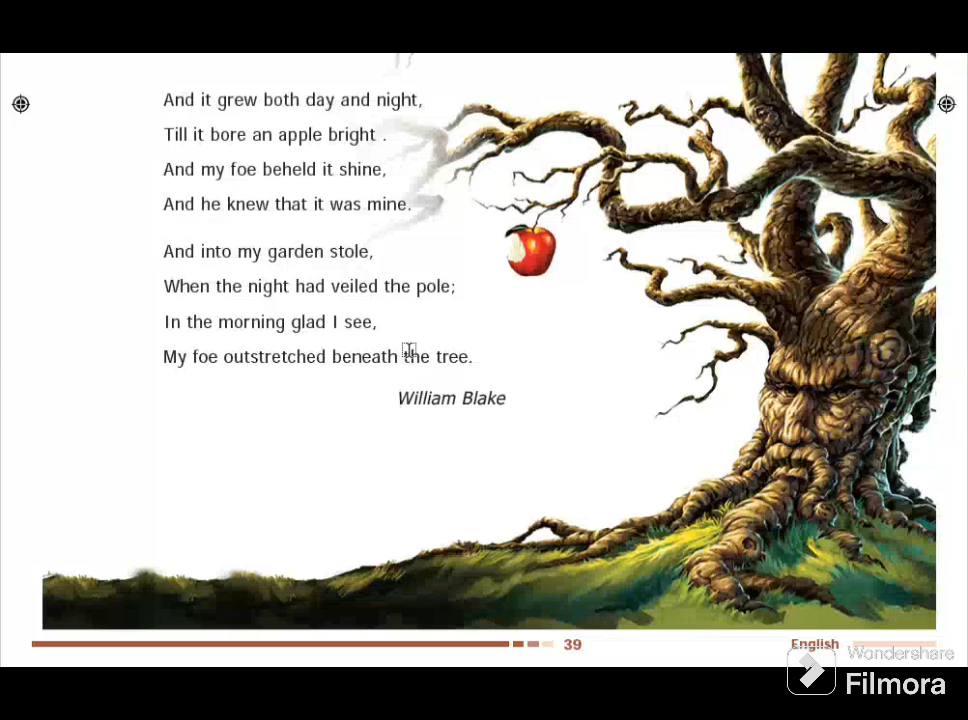 And it grew both day and night,
Till it bore an apple bright .
And my foe beheld it shine,
And he knew that it was mine.
And into my garden stole,
When the night had veiled the pole;
In the morning glad I see,
My foe outstretched beneath the tree.
William Blake
39
English
Wondershare
Filmora